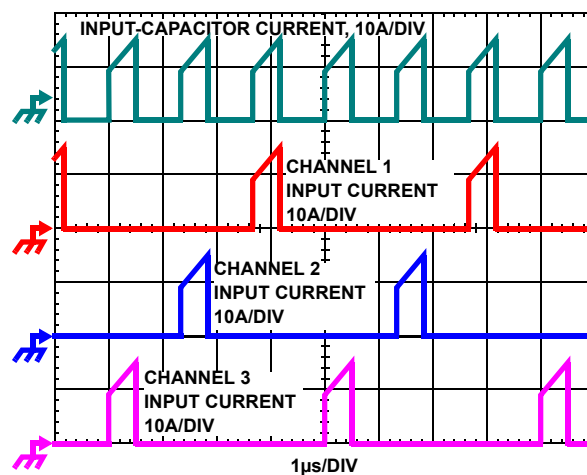 INPUT-CAPACITOR CURRENT, 10A/DIV
CHANNEL 1
INPUT CURRENT
10A/DIV
CHANNEL 2
INPUT CURRENT
10A/DIV
CHANNEL 3
INPUT CURRENT
10A/DIV
1μs/DIV